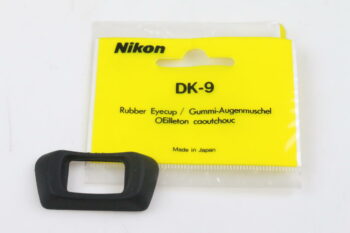 Nikon
DK-9
Rubber Eyecup / Gummi-Augenmuschel
OEilleton caoutchouc
Made in Japan